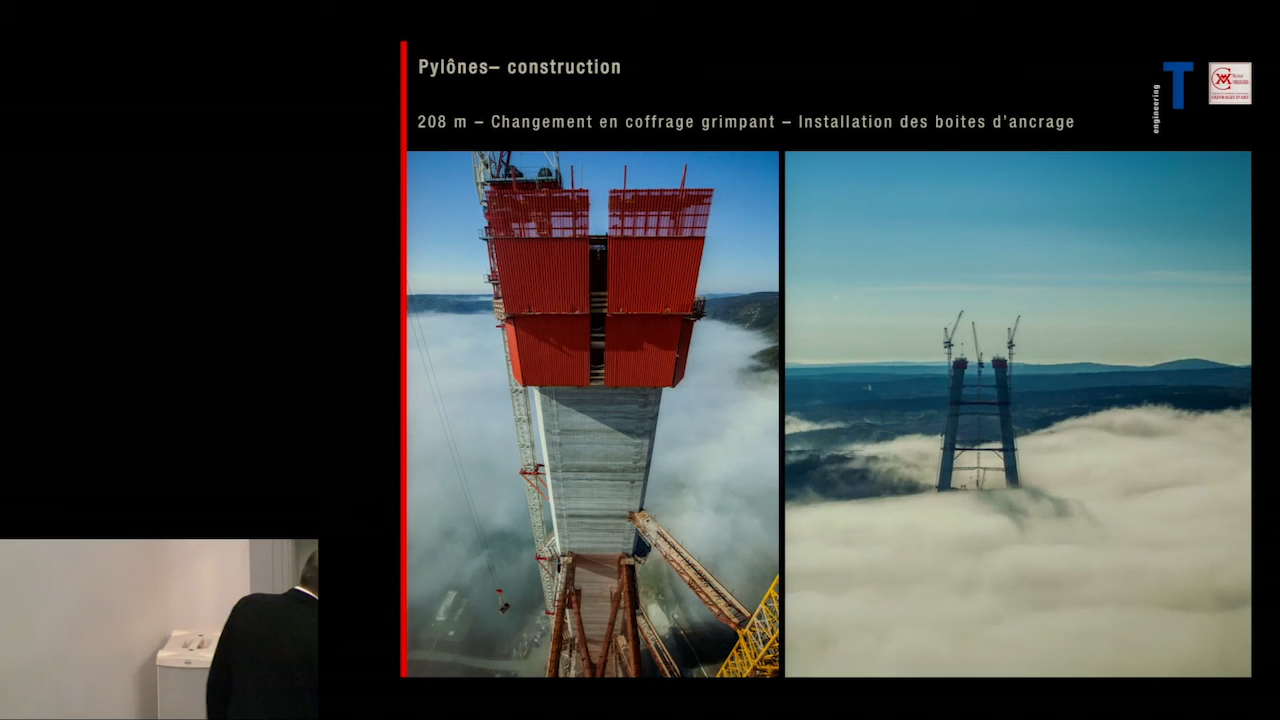 Pylônes– construction
208 m – Changement en coffrage grimpant – Installation des boites d’ancrage
engineering
T